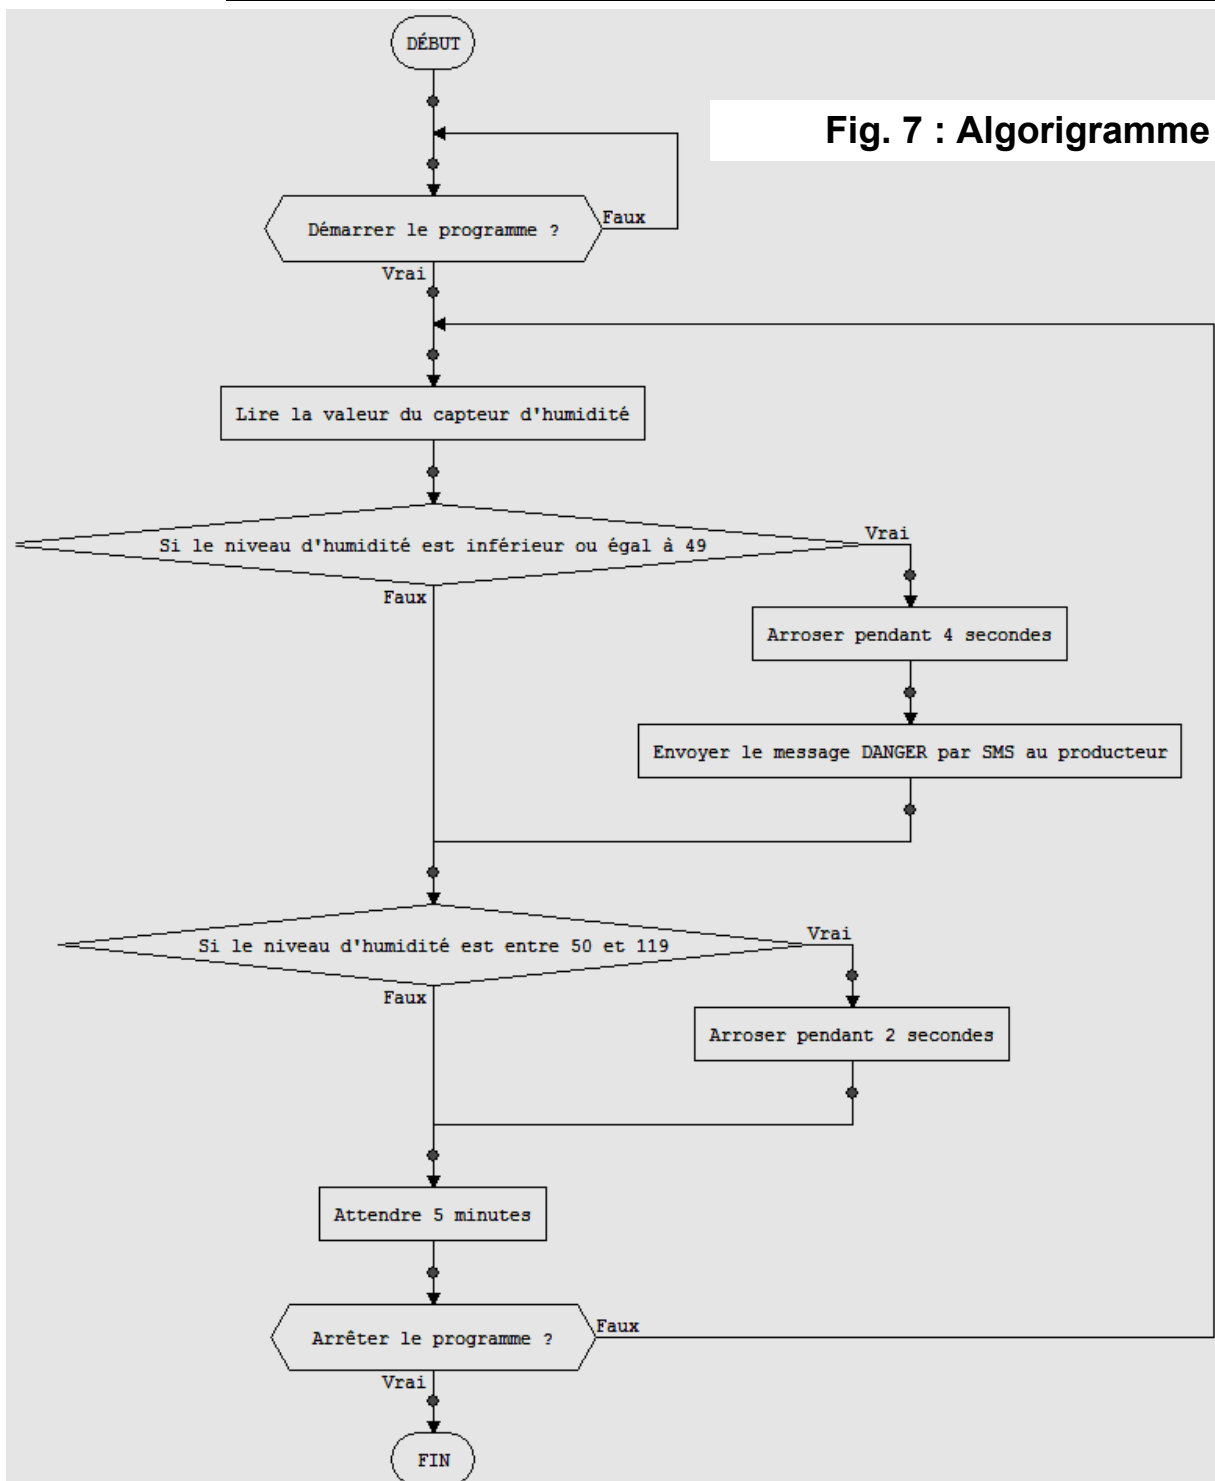 DÉBUT
Fig. 7 : Algorigramme
Faux
Démarrer le programme ?
Vrai
Lire la valeur du capteur d'humidité
Vrai
Si le niveau d'humidité est inférieur ou égal à 49
Faux
Arroser pendant 4 secondes
Envoyer le message DANGER par SMS au producteur
Vrai
Si le niveau d'humidité est entre 50 et 119
Faux
Arroser pendant 2 secondes
Attendre 5 minutes
Faux
Arrêter le programme ?
Vrai
FIN